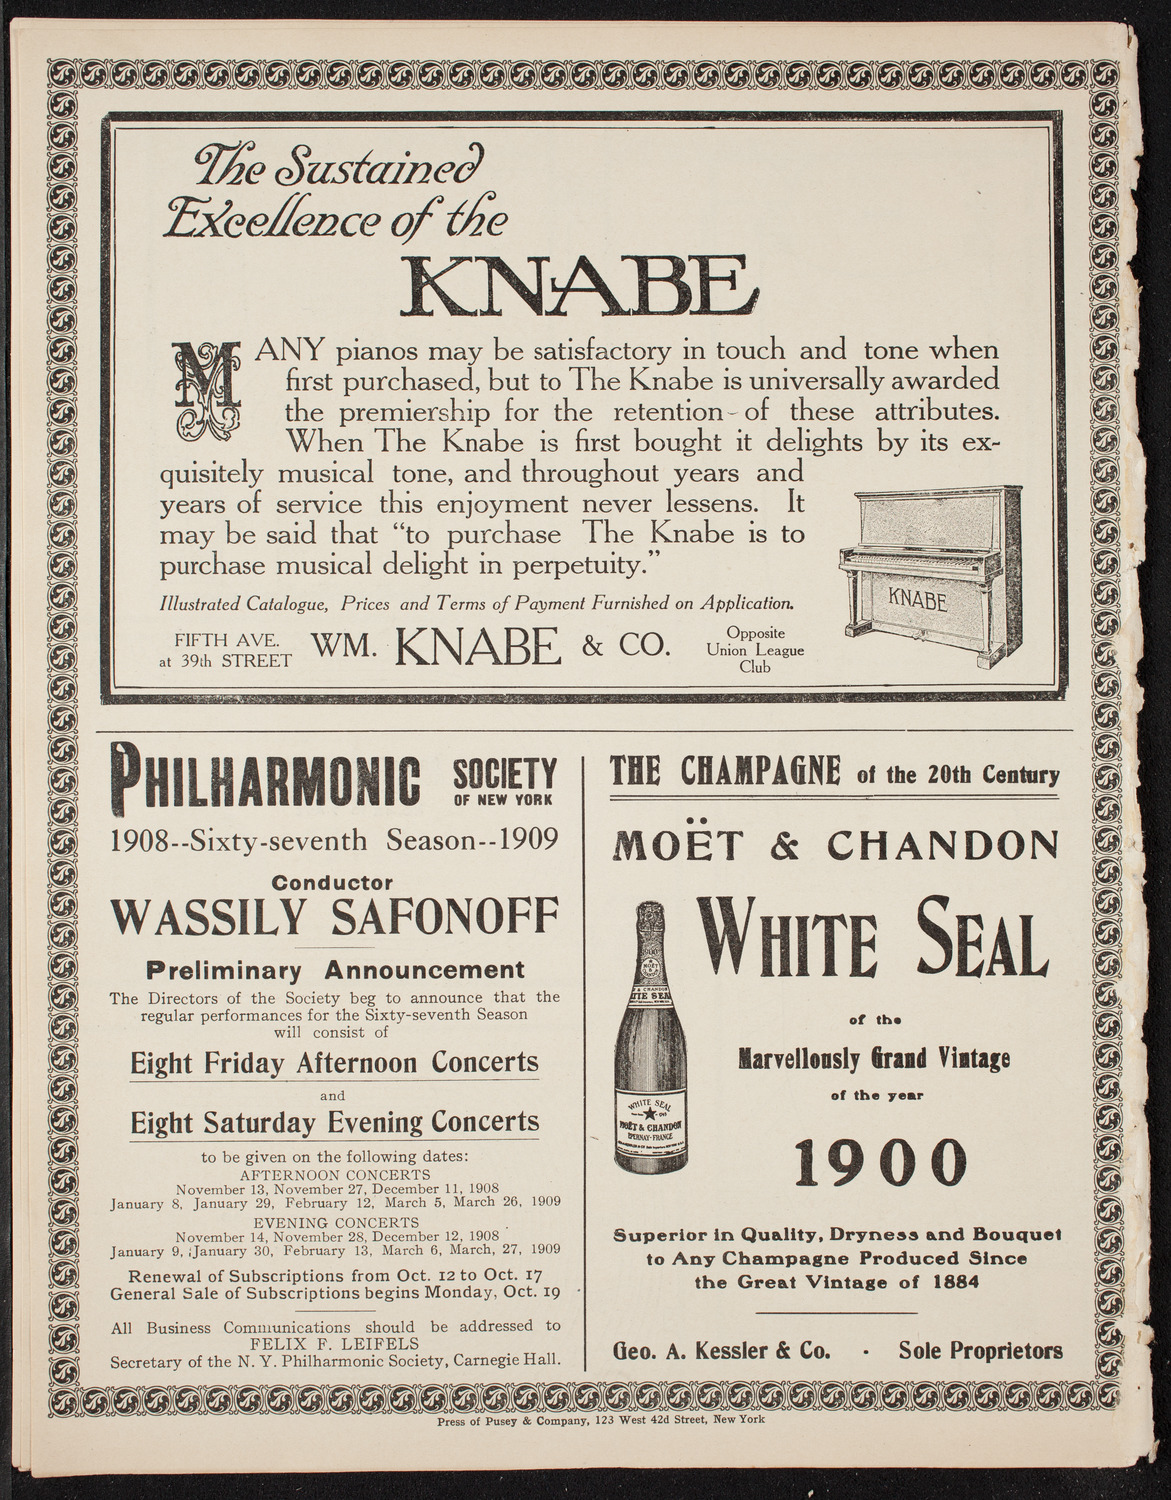 The Sustained
Excellence of the
KNABE
MANY pianos may be satisfactory in touch and tone when
first purchased, but to The Knabe is universally awarded
the premiership for the retention of these attributes.
When The Knabe is first bought it delights by its ex-
quisitely musical tone, and throughout years and
years of service this enjoyment never lessens. It
may be said that “to purchase The Knabe is to
purchase musical delight in perpetuity.”
KNABE
Illustrated Catalogue, Prices and Terms of Payment Furnished on Application.
FIFTH AVE.
at 39th STREET
WM. KNABE & CO.
Opposite
Union League
Club
PHILHARMONIC SOCIETY
OF NEW YORK
1908--Sixty-seventh Season--1909
Conductor
WASSILY SAFONOFF
Preliminary Announcement
The Directors of the Society beg to announce that the
regular performances for the Sixty-seventh Season
will consist of
Eight Friday Afternoon Concerts
and
Eight Saturday Evening Concerts
to be given on the following dates:
AFTERNOON CONCERTS
November 13, November 27, December 11, 1908
January 8, January 29, February 12, March 5, March 26, 1909
EVENING CONCERTS
November 14, November 28, December 12, 1908
January 9, January 30, February 13, March 6, March, 27, 1909
Renewal of Subscriptions from Oct. 12 to Oct. 17
General Sale of Subscriptions begins Monday, Oct. 19
All Business Communications should be addressed to
FELIX F. LEIFELS
Secretary of the N. Y. Philharmonic Society, Carnegie Hall.
THE CHAMPAGNE of the 20th Century
MOËT & CHANDON
WHITE SEAL
of the
Marvellously Grand Vintage
of the year
1900
WHITE SEAL
MOËT & CHANDON
EPERNAY-FRANCE
Superior in Quality, Dryness and Bouquet
to Any Champagne Produced Since
the Great Vintage of 1884
Geo. A. Kessler & Co. · Sole Proprietors
Press of Pusey & Company, 123 West 42d Street, New York